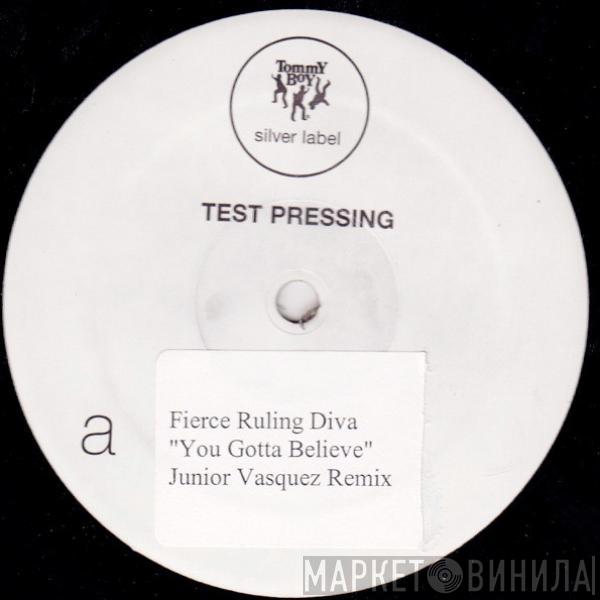 Tommy
Boy
silver label
TEST PRESSING
a
Fierce Ruling Diva
"You Gotta Believe"
Junior Vasquez Remix
МАРКЕТ ВИНИЛА